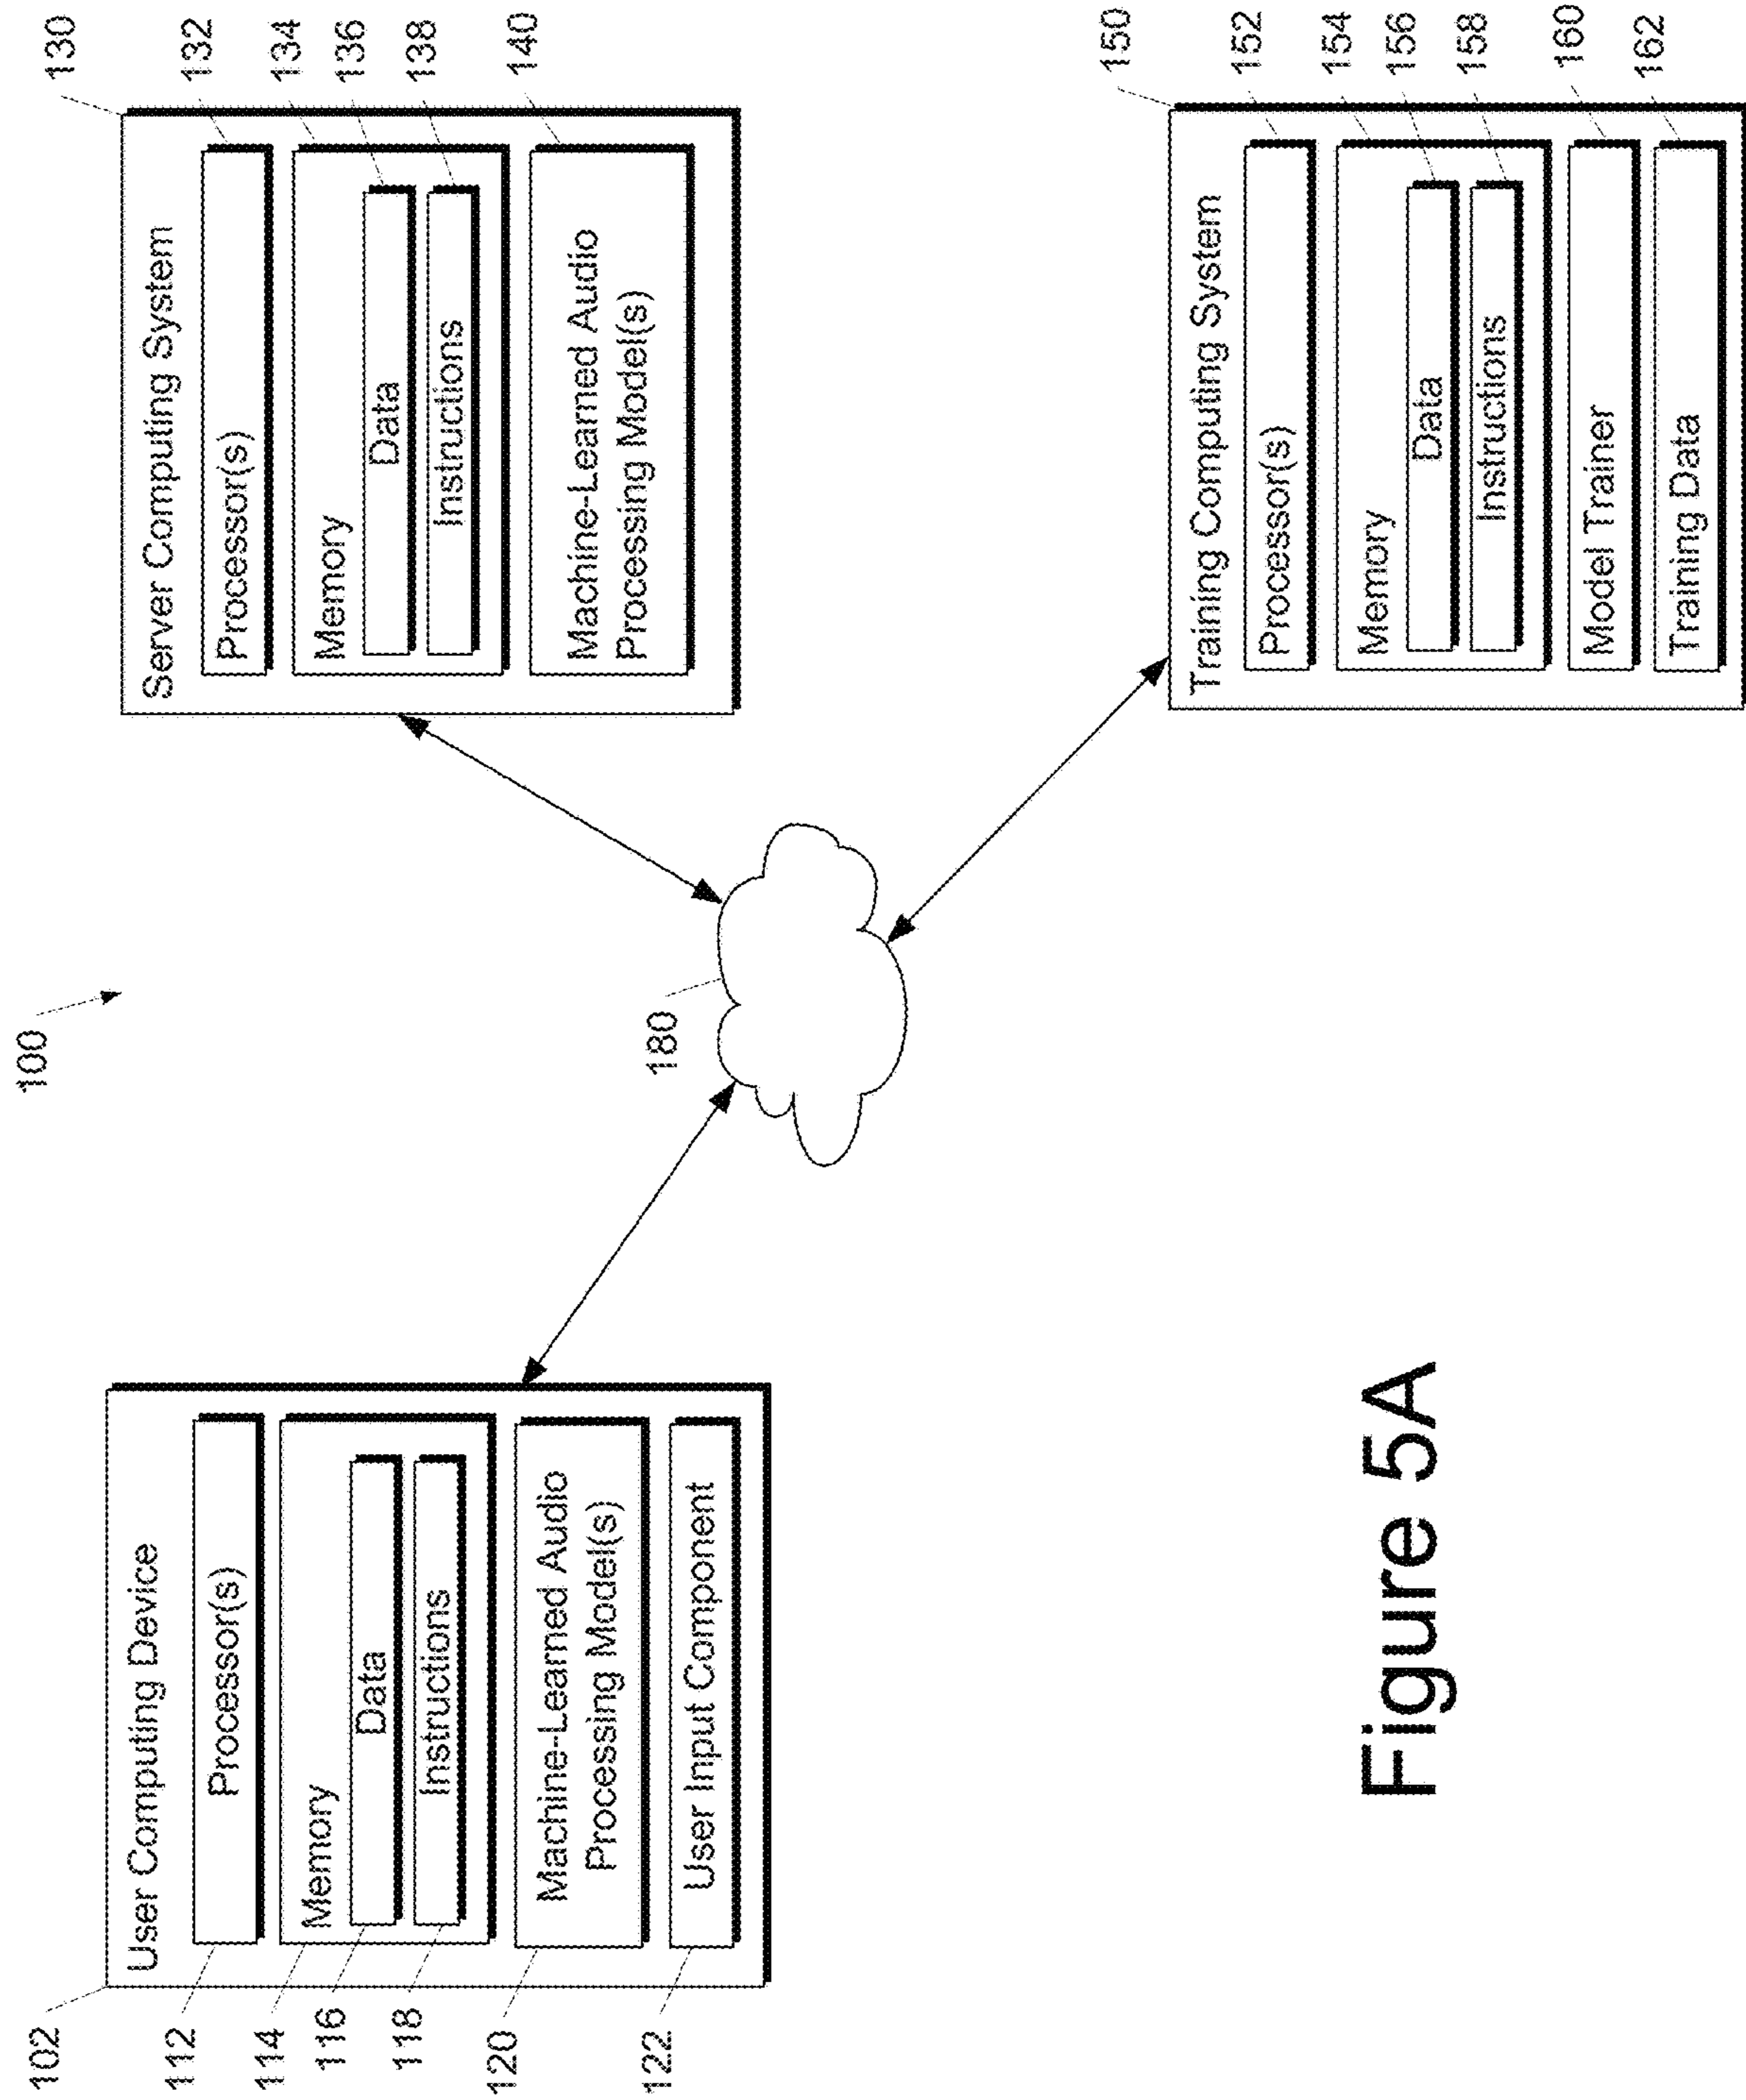 100
102
User Computing Device
112
Processor(s)
114
Memory
116
Data
118
Instructions
120
Machine-Learned Audio
Processing Model(s)
122
User Input Component
180
130
Server Computing System
132
Processor(s)
134
Memory
136
Data
138
Instructions
140
Machine-Learned Audio
Processing Model(s)
150
Training Computing System
152
Processor(s)
154
Memory
156
Data
158
Instructions
160
Model Trainer
162
Training Data
Figure 5A